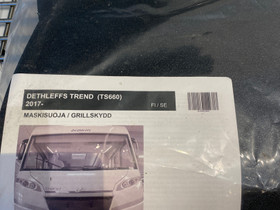 DETHLEFFS TREND (TS660)
2017-
FI / SE
MASKISUOJA / GRILLSKYDD